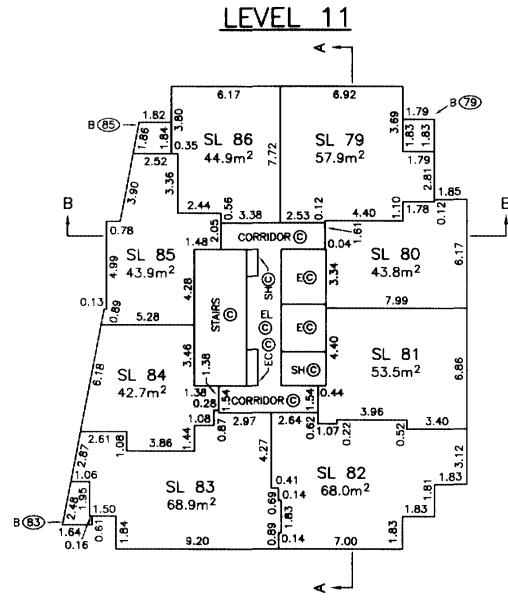 LEVEL 11
A
6.17
6.92
1.82
1.79
B 85
B 79
1.86
1.84
3.80
3.69
1.83
1.83
SL 86
44.9m²
SL 79
57.9m²
0.35
7.72
2.52
1.79
3.36
2.81
3.90
2.44
0.56
3.38
2.53
0.12
4.40
1.10
1.78
1.85
0.12
B
B
0.78
2.05
1.61
1.48
CORRIDOR C
0.04
6.17
SL 85
43.9m²
SL 80
43.8m²
4.99
4.28
SH C
E C
3.34
0.13
0.89
STAIRS C
EL C
7.99
5.28
E C
3.46
4.40
SL 81
53.5m²
6.86
6.18
1.38
EC C
SH C
SL 84
42.7m²
1.38
0.28
1.54
CORRIDOR C
1.54
0.44
1.08
0.87
2.97
2.64
0.62
1.07
0.22
3.96
0.52
3.40
2.61
1.08
3.86
1.44
4.27
2.87
3.12
1.06
SL 83
68.9m²
0.41
0.14
SL 82
68.0m²
1.83
1.95
2.48
0.69
1.81
B 83
1.50
1.83
1.83
1.64
0.61
1.84
0.89
1.83
0.16
0.14
9.20
7.00
A